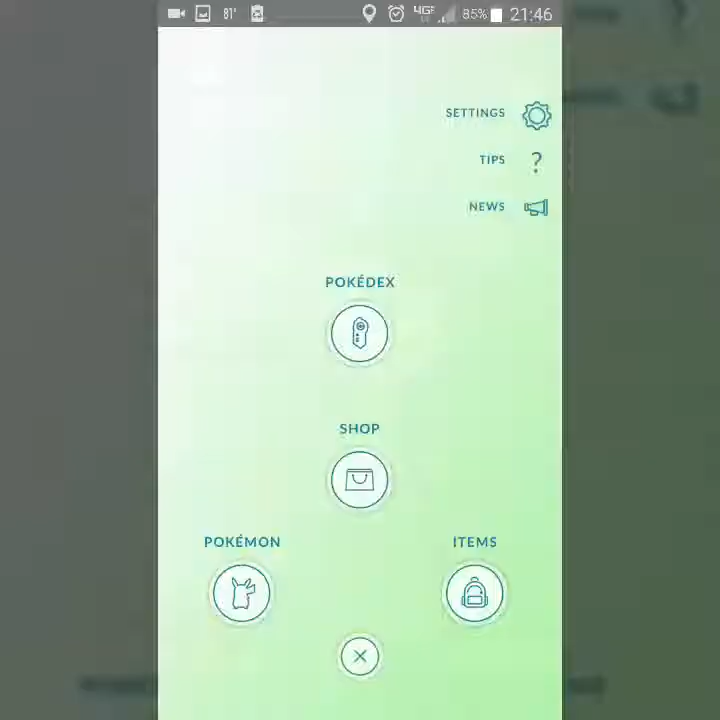 81° 4G 85% 21:46
SETTINGS
TIPS ?
NEWS
POKÉDEX
SHOP
POKÉMON
ITEMS